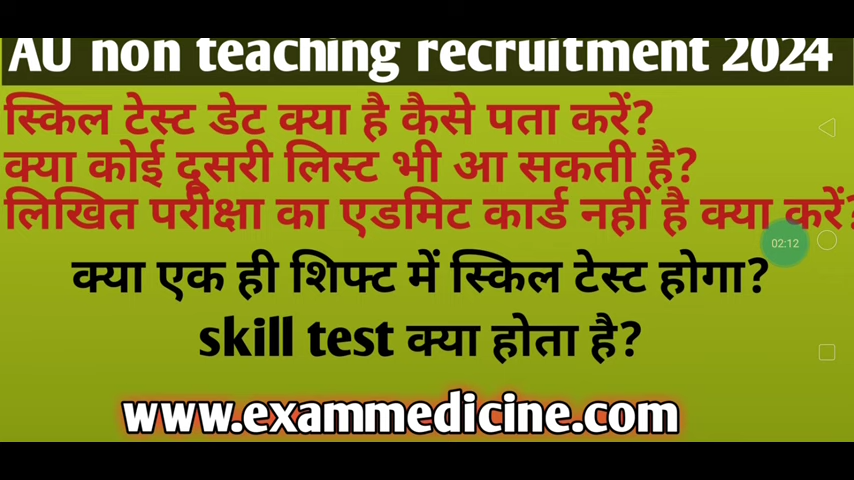 AU non teaching recruitment 2024
स्किल टेस्ट डेट क्या है कैसे पता करें?
क्या कोई दूसरी लिस्ट भी आ सकती है?
लिखित परीक्षा का एडमिट कार्ड नहीं है क्या करें?
02:12
क्या एक ही शिफ्ट में स्किल टेस्ट होगा?
skill test क्या होता है?
www.exammedicine.com